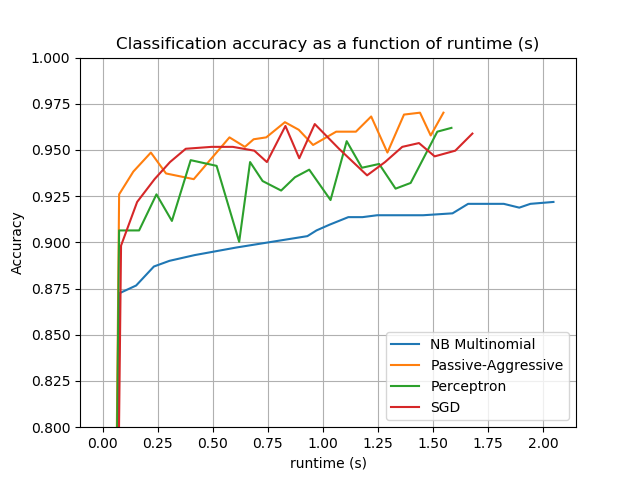 Classification accuracy as a function of runtime (s)
1.000
0.975
0.950
0.925
0.900
0.875
0.850
0.825
0.800
Accuracy
NB Multinomial
Passive-Aggressive
Perceptron
SGD
0.00 0.25 0.50 0.75 1.00 1.25 1.50 1.75 2.00
runtime (s)